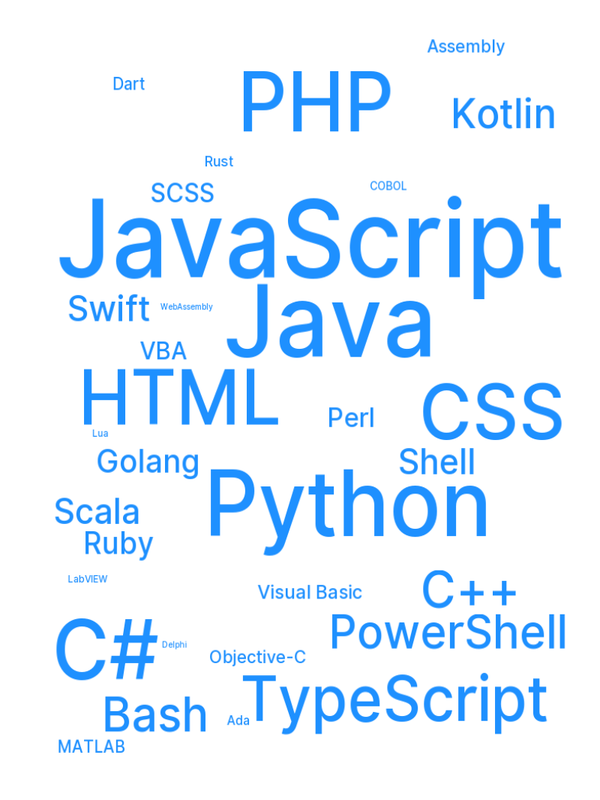 Assembly
Dart
PHP
Kotlin
Rust
SCSS
COBOL
JavaScript
Swift
WebAssembly
Java
VBA
HTML
CSS
Perl
Lua
Golang
Shell
Python
Scala
Ruby
LabVIEW
Visual Basic
C++
PowerShell
C#
Delphi
Objective-C
TypeScript
Bash
Ada
MATLAB